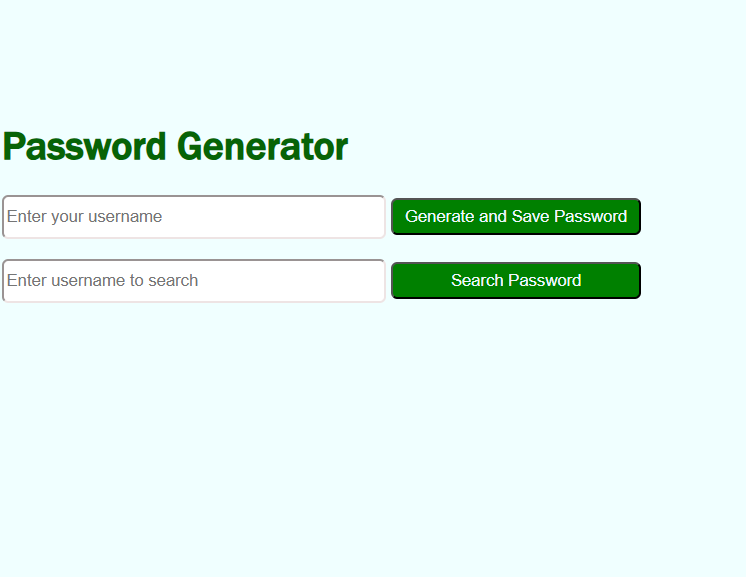 Password Generator
Enter your username
Generate and Save Password
Enter username to search
Search Password